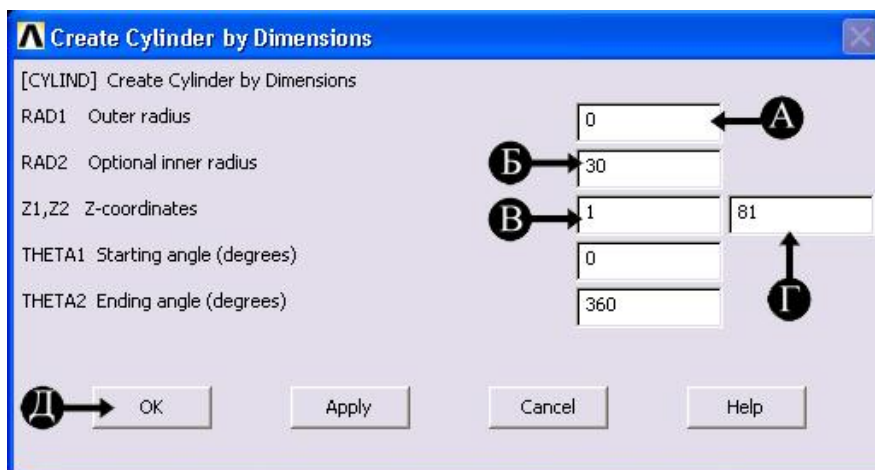 Create Cylinder by Dimensions
[CYLIND] Create Cylinder by Dimensions
RAD1 Outer radius 0 А
RAD2 Optional inner radius Б 30
Z1,Z2 Z-coordinates В 1 81
THETA1 Starting angle (degrees) 0 Г
THETA2 Ending angle (degrees) 360
Д OK Apply Cancel Help